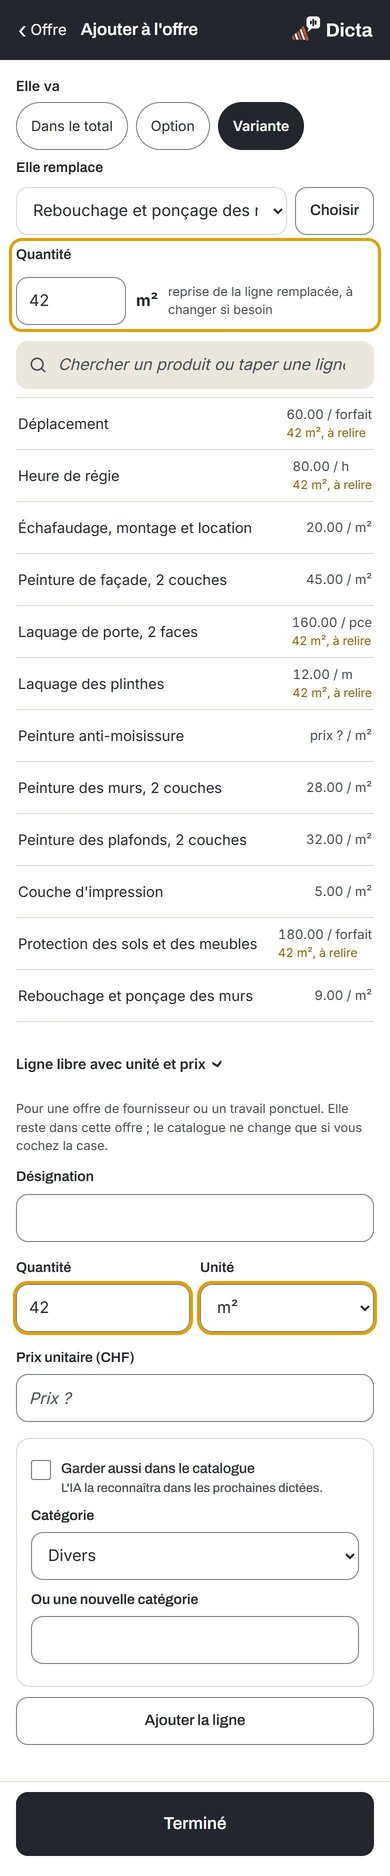 ‹ Offre Ajouter à l'offre Dicta
Elle va
Dans le total Option Variante
Elle remplace
Rebouchage et ponçage des r Choisir
Quantité
42 m² reprise de la ligne remplacée, à
changer si besoin
Chercher un produit ou taper une ligne
Déplacement 60.00 / forfait
42 m², à relire
Heure de régie 80.00 / h
42 m², à relire
Échafaudage, montage et location 20.00 / m²
Peinture de façade, 2 couches 45.00 / m²
Laquage de porte, 2 faces 160.00 / pce
42 m², à relire
Laquage des plinthes 12.00 / m
42 m², à relire
Peinture anti-moisissure prix ? / m²
Peinture des murs, 2 couches 28.00 / m²
Peinture des plafonds, 2 couches 32.00 / m²
Couche d'impression 5.00 / m²
Protection des sols et des meubles 180.00 / forfait
42 m², à relire
Rebouchage et ponçage des murs 9.00 / m²
Ligne libre avec unité et prix
Pour une offre de fournisseur ou un travail ponctuel. Elle
reste dans cette offre ; le catalogue ne change que si vous
cochez la case.
Désignation
Quantité Unité
42 m²
Prix unitaire (CHF)
Prix ?
Garder aussi dans le catalogue
L'IA la reconnaîtra dans les prochaines dictées.
Catégorie
Divers
Ou une nouvelle catégorie
Ajouter la ligne
Terminé